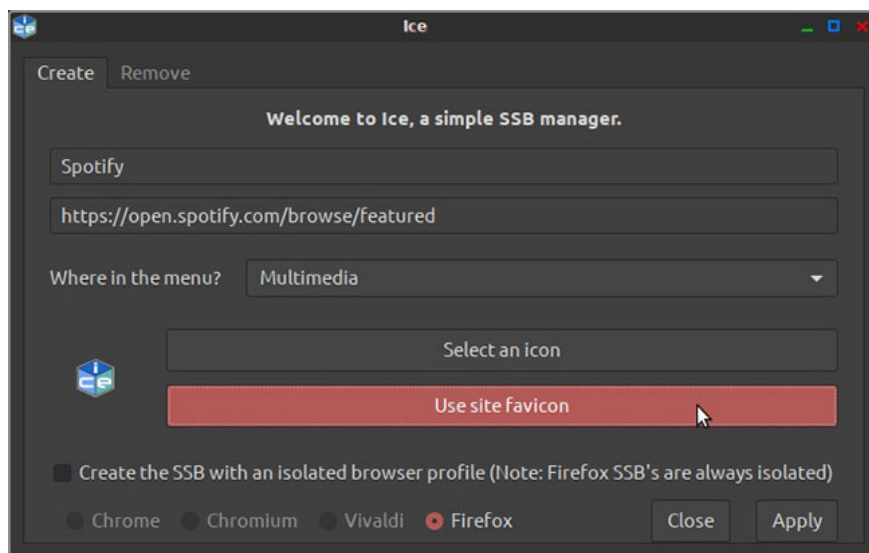 Ice
Create Remove
Welcome to Ice, a simple SSB manager.
Spotify
https://open.spotify.com/browse/featured
Where in the menu? Multimedia
Select an icon
ice
Use site favicon
Create the SSB with an isolated browser profile (Note: Firefox SSB's are always isolated)
Chrome Chromium Vivaldi Firefox Close Apply